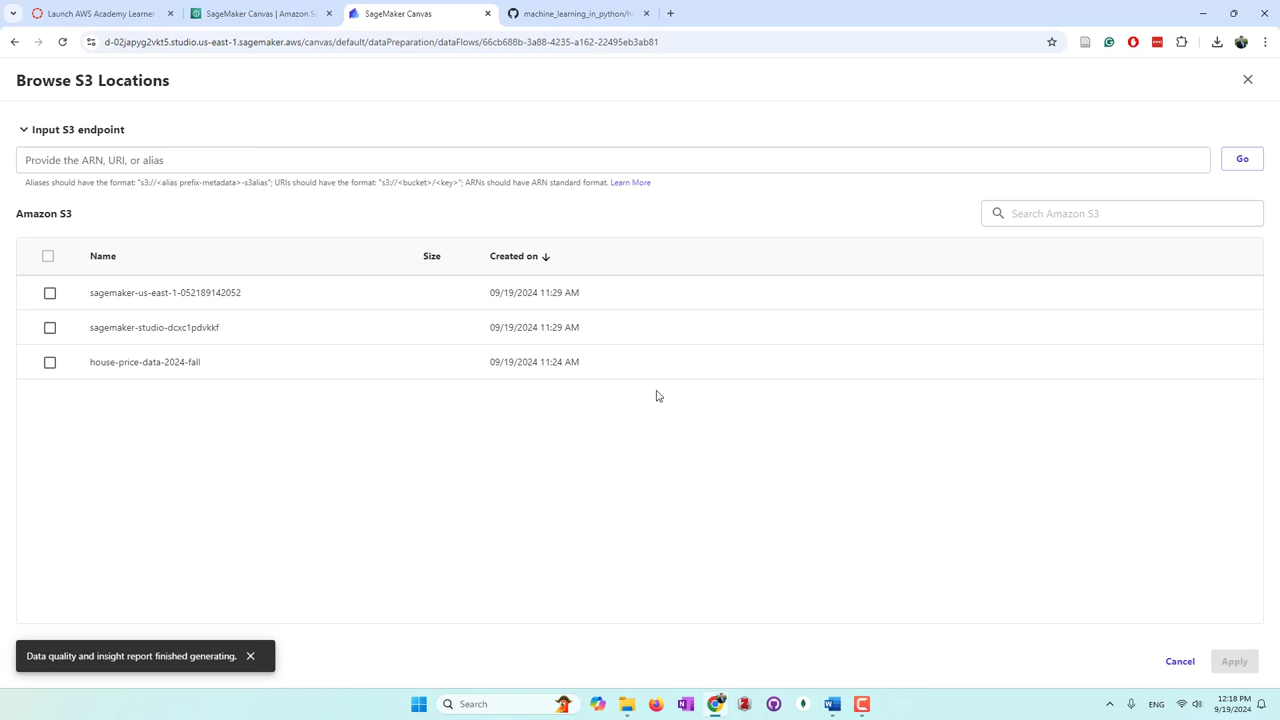 Launch AWS Academy Learner
SageMaker Canvas | Amazon S
SageMaker Canvas
machine_learning_in_python/ho
d-02japyg2vkt5.studio.us-east-1.sagemaker.aws/canvas/default/dataPreparation/dataFlows/66cb688b-3a88-4235-a162-22495eb3ab81
Browse S3 Locations
Input S3 endpoint
Provide the ARN, URI, or alias
Go
Aliases should have the format: "s3://<alias prefix-metadata>-s3alias"; URIs should have the format: "s3://<bucket>/<key>"; ARNs should have ARN standard format. Learn More
Amazon S3
Search Amazon S3
Name Size Created on
sagemaker-us-east-1-052189142052 09/19/2024 11:29 AM
sagemaker-studio-dcxc1pdvkkf 09/19/2024 11:29 AM
house-price-data-2024-fall 09/19/2024 11:24 AM
Data quality and insight report finished generating.
Cancel
Apply
Search
ENG
12:18 PM
9/19/2024